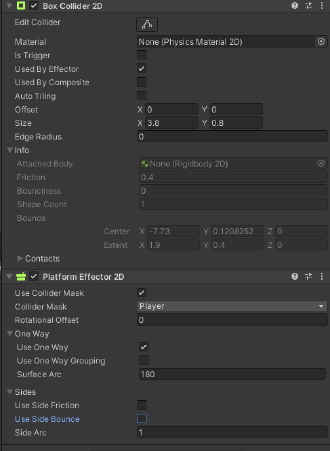 Box Collider 2D
Edit Collider
Material None (Physics Material 2D)
Is Trigger
Used By Effector
Used By Composite
Auto Tiling
Offset X 0 Y 0
Size X 3.8 Y 0.8
Edge Radius 0
Info
Attached Body None (Rigidbody 2D)
Friction 0.4
Bounciness 0
Shape Count 1
Bounds
Center X -7.73 Y 0.1208252 Z 0
Extent X 1.9 Y 0.4 Z 0
Contacts
Platform Effector 2D
Use Collider Mask
Collider Mask Player
Rotational Offset 0
One Way
Use One Way
Use One Way Grouping
Surface Arc 180
Sides
Use Side Friction
Use Side Bounce
Side Arc 1